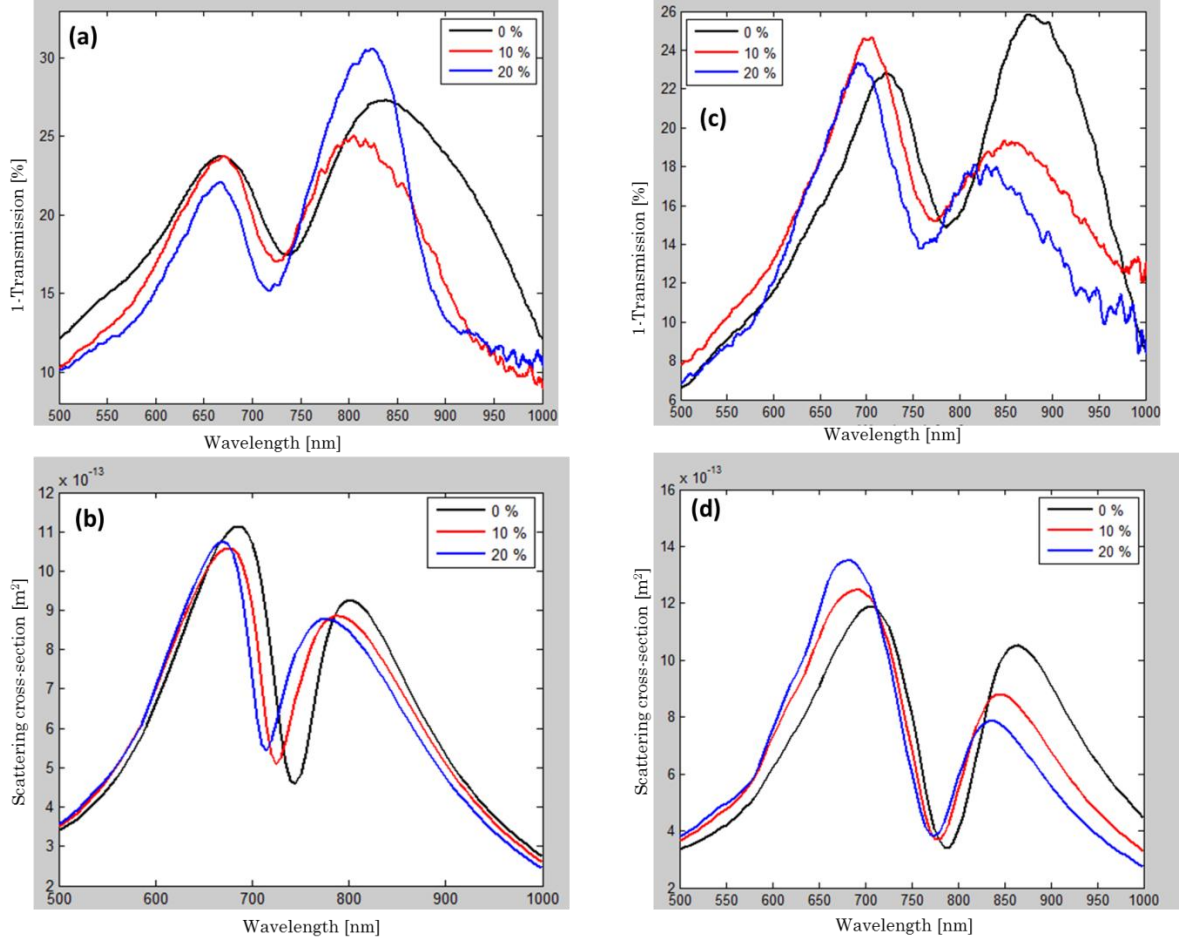 (a)
0 %
10 %
20 %
1-Transmission [%]
30
25
20
15
10
500 550 600 650 700 750 800 850 900 950 1000
Wavelength [nm]
(c)
0 %
10 %
20 %
1-Transmission [%]
26
24
22
20
18
16
14
12
10
8
6
500 550 600 650 700 750 800 850 900 950 1000
Wavelength [nm]
x 10-13
(b)
0 %
10 %
20 %
Scattering cross-section [m²]
12
11
10
9
8
7
6
5
4
3
2
500 600 700 800 900 1000
Wavelength [nm]
x 10-13
(d)
0 %
10 %
20 %
Scattering cross-section [m²]
16
14
12
10
8
6
4
2
500 550 600 650 700 750 800 850 900 950 1000
Wavelength [nm]